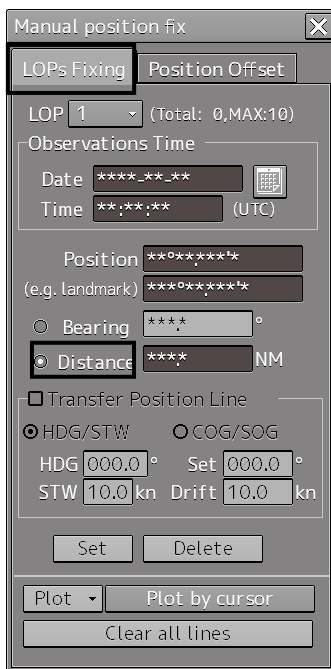 Manual position fix
LOPs Fixing Position Offset
LOP 1 (Total: 0,MAX:10)
Observations Time
Date ****-**-**
Time **:**:** (UTC)
Position **°**.***'*
(e.g. landmark) ***°**.***'*
Bearing ***.* °
Distance ***.* NM
Transfer Position Line
HDG/STW COG/SOG
HDG 000.0 ° Set 000.0 °
STW 10.0 kn Drift 10.0 kn
Set Delete
Plot Plot by cursor
Clear all lines